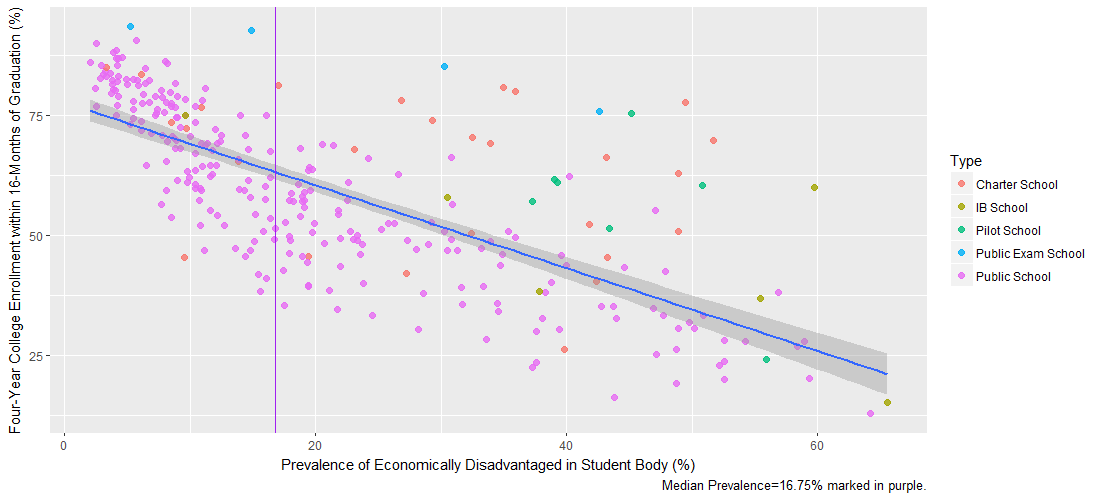 Four-Year College Enrollment within 16-Months of Graduation (%)
75
50
25
0
20
40
60
Prevalence of Economically Disadvantaged in Student Body (%)
Median Prevalence=16.75% marked in purple.
Type
Charter School
IB School
Pilot School
Public Exam School
Public School